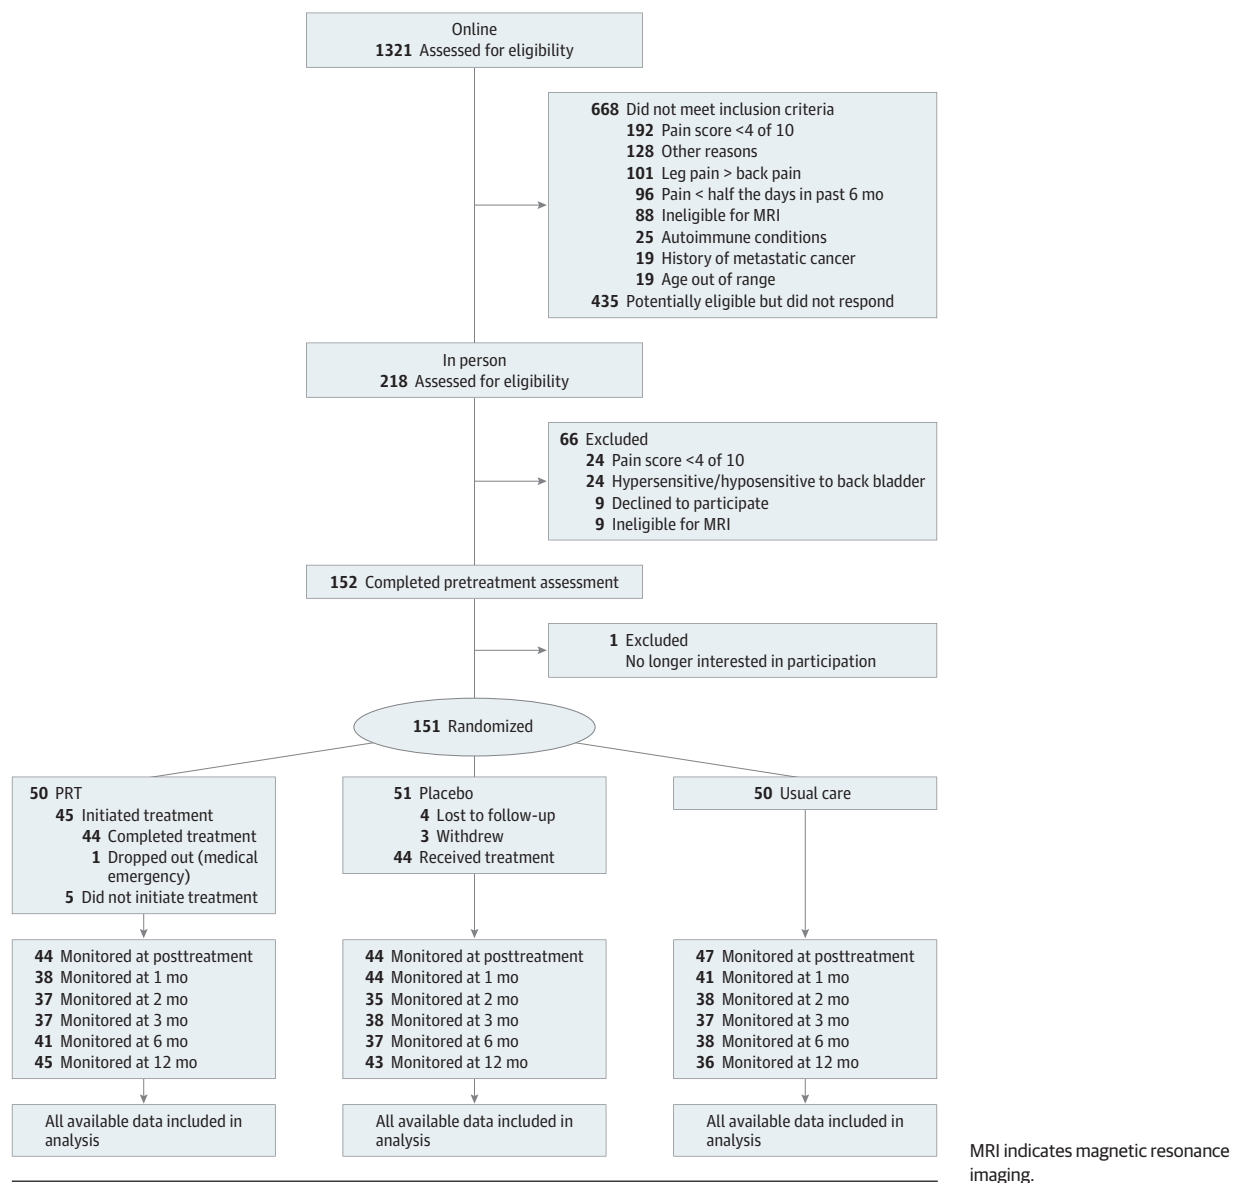 Online
1321 Assessed for eligibility
668 Did not meet inclusion criteria
192 Pain score <4 of 10
128 Other reasons
101 Leg pain > back pain
96 Pain < half the days in past 6 mo
88 Ineligible for MRI
25 Autoimmune conditions
19 History of metastatic cancer
19 Age out of range
435 Potentially eligible but did not respond
In person
218 Assessed for eligibility
66 Excluded
24 Pain score <4 of 10
24 Hypersensitive/hyposensitive to back bladder
9 Declined to participate
9 Ineligible for MRI
152 Completed pretreatment assessment
1 Excluded
No longer interested in participation
151 Randomized
50 PRT
45 Initiated treatment
44 Completed treatment
1 Dropped out (medical
emergency)
5 Did not initiate treatment
51 Placebo
4 Lost to follow-up
3 Withdrew
44 Received treatment
50 Usual care
44 Monitored at posttreatment
38 Monitored at 1 mo
37 Monitored at 2 mo
37 Monitored at 3 mo
41 Monitored at 6 mo
45 Monitored at 12 mo
44 Monitored at posttreatment
44 Monitored at 1 mo
35 Monitored at 2 mo
38 Monitored at 3 mo
37 Monitored at 6 mo
43 Monitored at 12 mo
47 Monitored at posttreatment
41 Monitored at 1 mo
38 Monitored at 2 mo
37 Monitored at 3 mo
38 Monitored at 6 mo
36 Monitored at 12 mo
All available data included in
analysis
All available data included in
analysis
All available data included in
analysis
MRI indicates magnetic resonance
imaging.